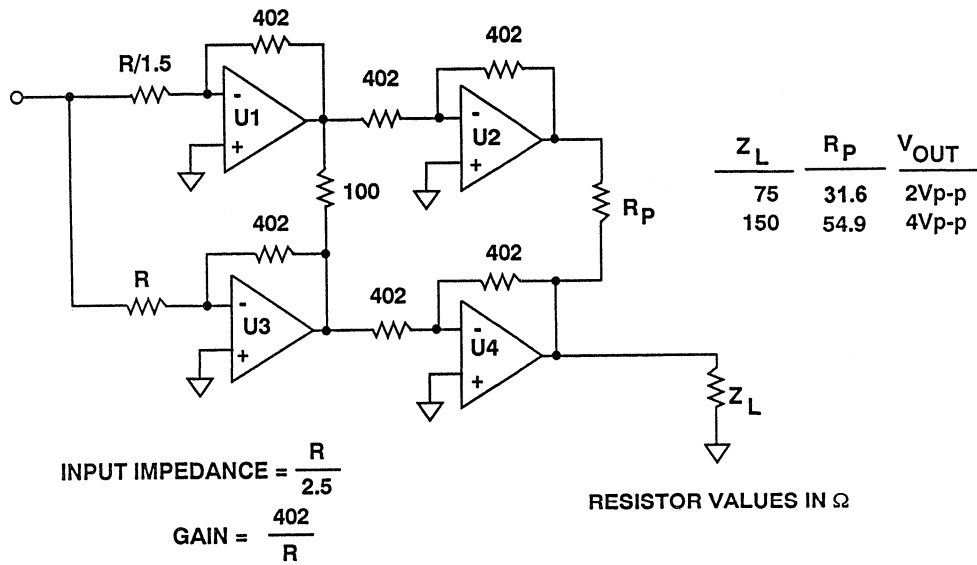 402
R/1.5
-
U1
+
402
402
-
U2
+
100
R_P
Z_L R_P V_OUT
75 31.6 2Vp-p
150 54.9 4Vp-p
402
R
-
U3
+
402
402
-
U4
+
Z_L
INPUT IMPEDANCE = R / 2.5
GAIN = 402 / R
RESISTOR VALUES IN Ω